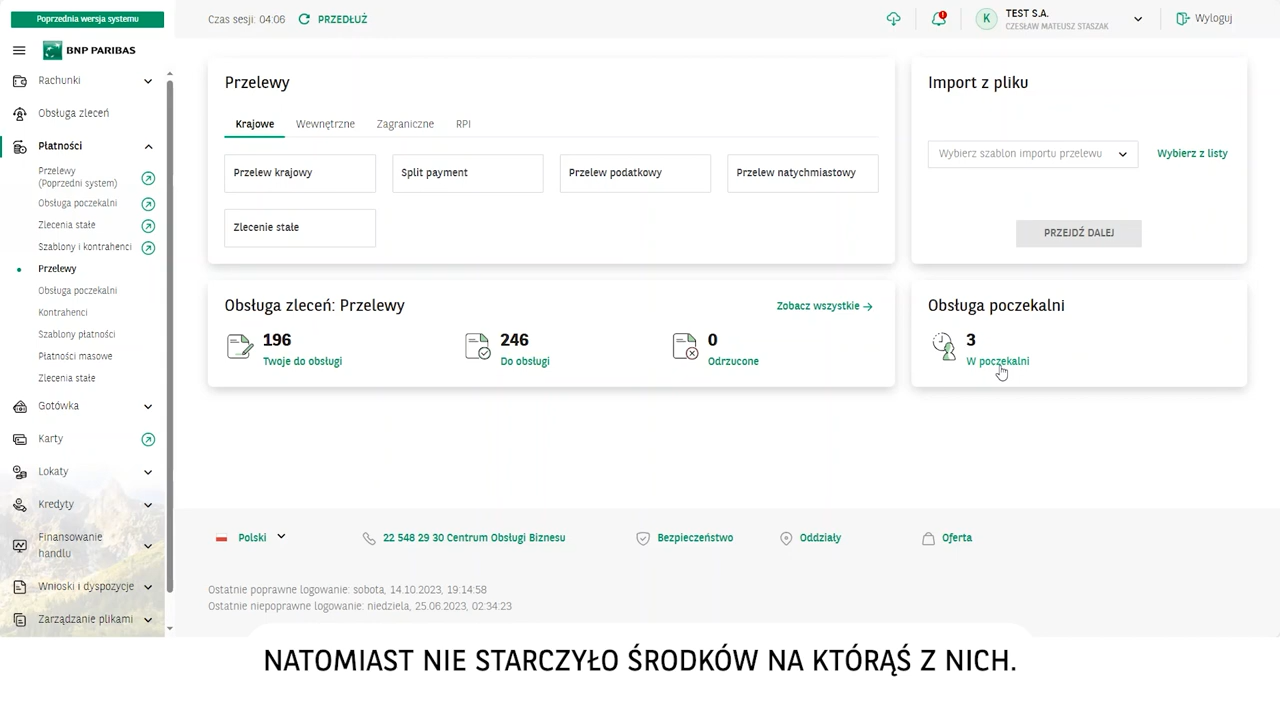 Poprzednia wersja systemu
BNP PARIBAS
Rachunki
Obsługa zleceń
Płatności
Przelewy
(Poprzedni system)
Obsługa poczekalni
Zlecenia stałe
Szablony i kontrahenci
Przelewy
Obsługa poczekalni
Kontrahenci
Szablony płatności
Płatności masowe
Zlecenia stałe
Gotówka
Karty
Lokaty
Kredyty
Finansowanie
handlu
Wnioski i dyspozycje
Zarządzanie plikami
Czas sesji: 04:06 PRZEDŁUŻ
K
TEST S.A.
CZESŁAW MATEUSZ STASZAK
Wyloguj
Przelewy
Krajowe Wewnętrzne Zagraniczne RPI
Przelew krajowy Split payment Przelew podatkowy Przelew natychmiastowy
Zlecenie stałe
Import z pliku
Wybierz szablon importu przelewu Wybierz z listy
PRZEJDŹ DALEJ
Obsługa zleceń: Przelewy Zobacz wszystkie
196 246 0
Twoje do obsługi Do obsługi Odrzucone
Obsługa poczekalni
3
W poczekalni
Polski 22 548 29 30 Centrum Obsługi Biznesu Bezpieczeństwo Oddziały Oferta
Ostatnie poprawne logowanie: sobota, 14.10.2023, 19:14:58
Ostatnie niepoprawne logowanie: niedziela, 25.06.2023, 02:34:23
NATOMIAST NIE STARCZYŁO ŚRODKÓW NA KTÓRĄŚ Z NICH.